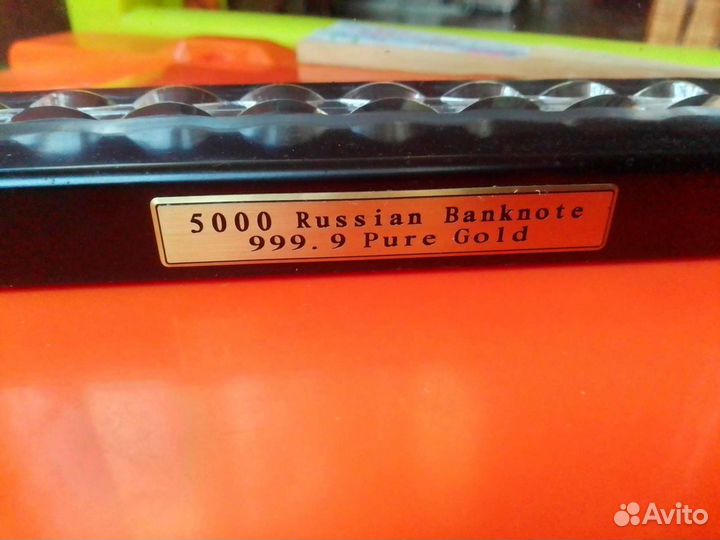 5000 Russian Banknote
999.9 Pure Gold
Avito